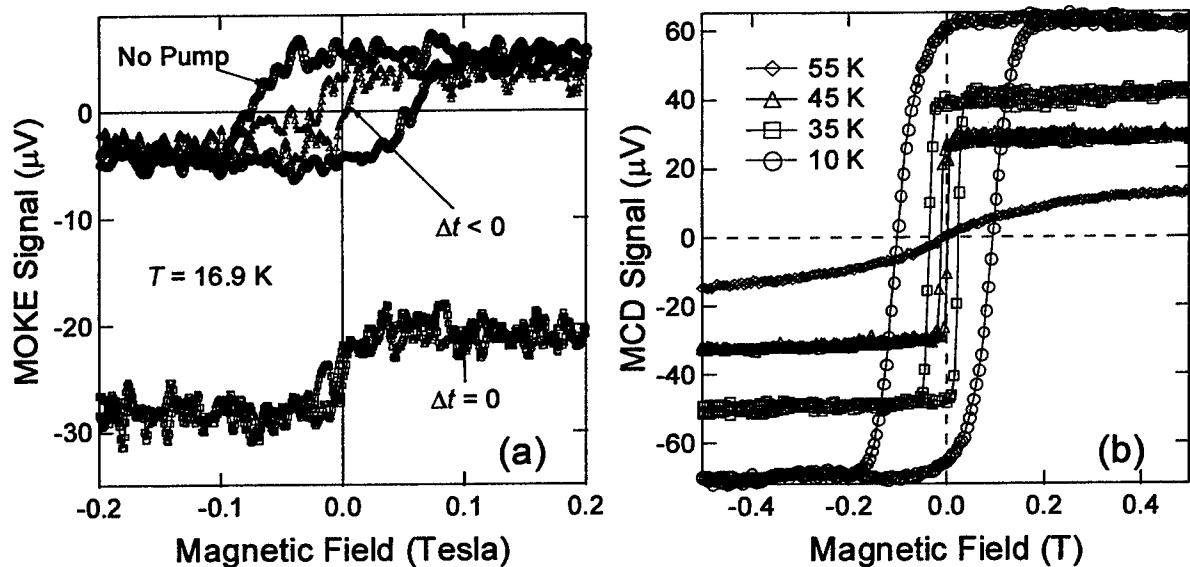 No Pump
0
-10
-20
-30
MOKE Signal (μV)
T = 16.9 K
Δt < 0
Δt = 0
(a)
-0.2 -0.1 0.0 0.1 0.2
Magnetic Field (Tesla)
60
40
20
0
-20
-40
-60
MCD Signal (μV)
55 K
45 K
35 K
10 K
(b)
-0.4 -0.2 0.0 0.2 0.4
Magnetic Field (T)